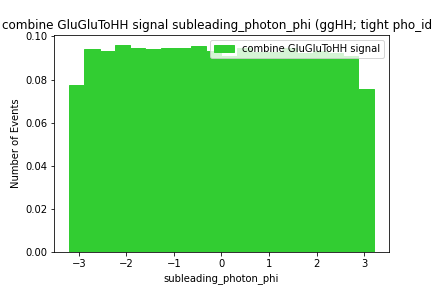 combine GluGluToHH signal subleading_photon_phi (ggHH; tight pho_id
combine GluGluToHH signal
Number of Events
0.10
0.08
0.06
0.04
0.02
0.00
−3 −2 −1 0 1 2 3
subleading_photon_phi